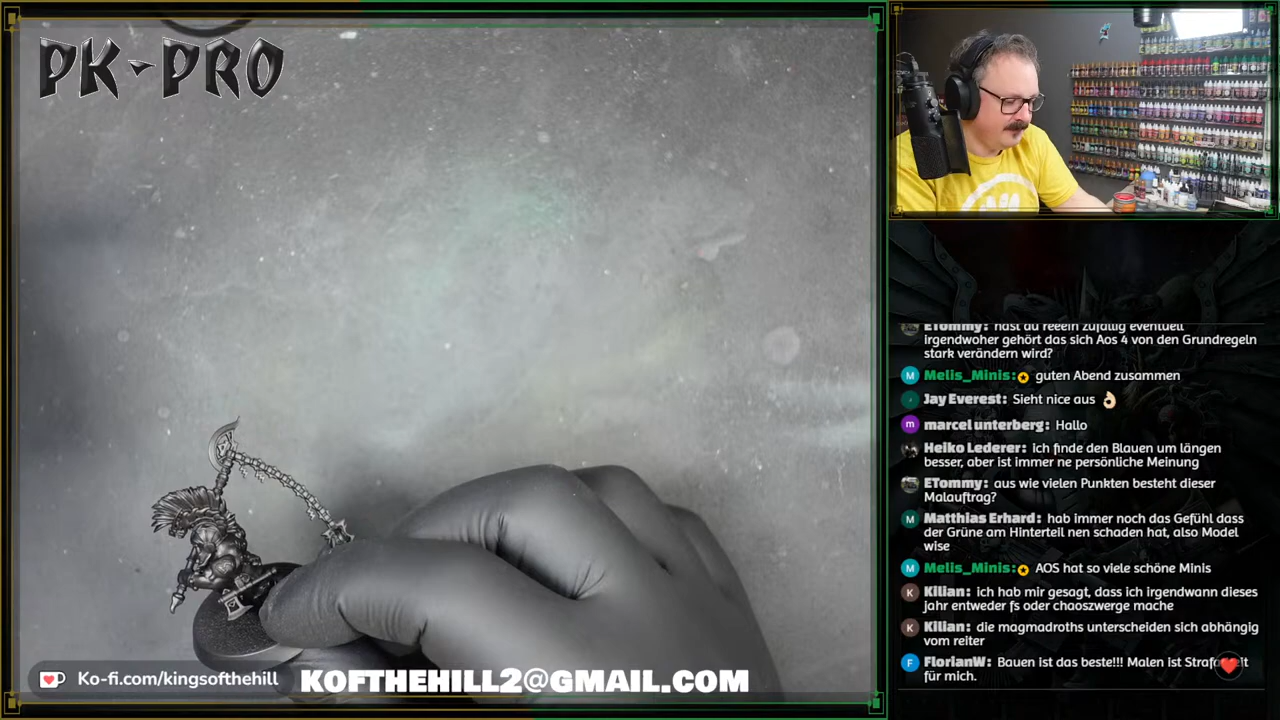 PK-PRO
Ko-fi.com/kingsofthehill
KOFTHEHILL2@GMAIL.COM
ETommy: hast du reeein zufällig eventuell
irgendwoher gehört das sich Aos 4 von den Grundregeln
stark verändern wird?
Melis_Minis: guten Abend zusammen
Jay Everest: Sieht nice aus 👌🏻
marcel unterberg: Hallo
Heiko Lederer: ich finde den Blauen um längen
besser, aber ist immer ne persönliche Meinung
ETommy: aus wie vielen Punkten besteht dieser
Malauftrag?
Matthias Erhard: hab immer noch das Gefühl dass
der Grüne am Hinterteil nen schaden hat, also Model
wise
Melis_Minis: AOS hat so viele schöne Minis
Kilian: ich hab mir gesagt, dass ich irgendwann dieses
jahr entweder fs oder chaoszwerge mache
Kilian: die magmadroths unterscheiden sich abhängig
vom reiter
FlorianW: Bauen ist das beste!!! Malen ist
für mich.